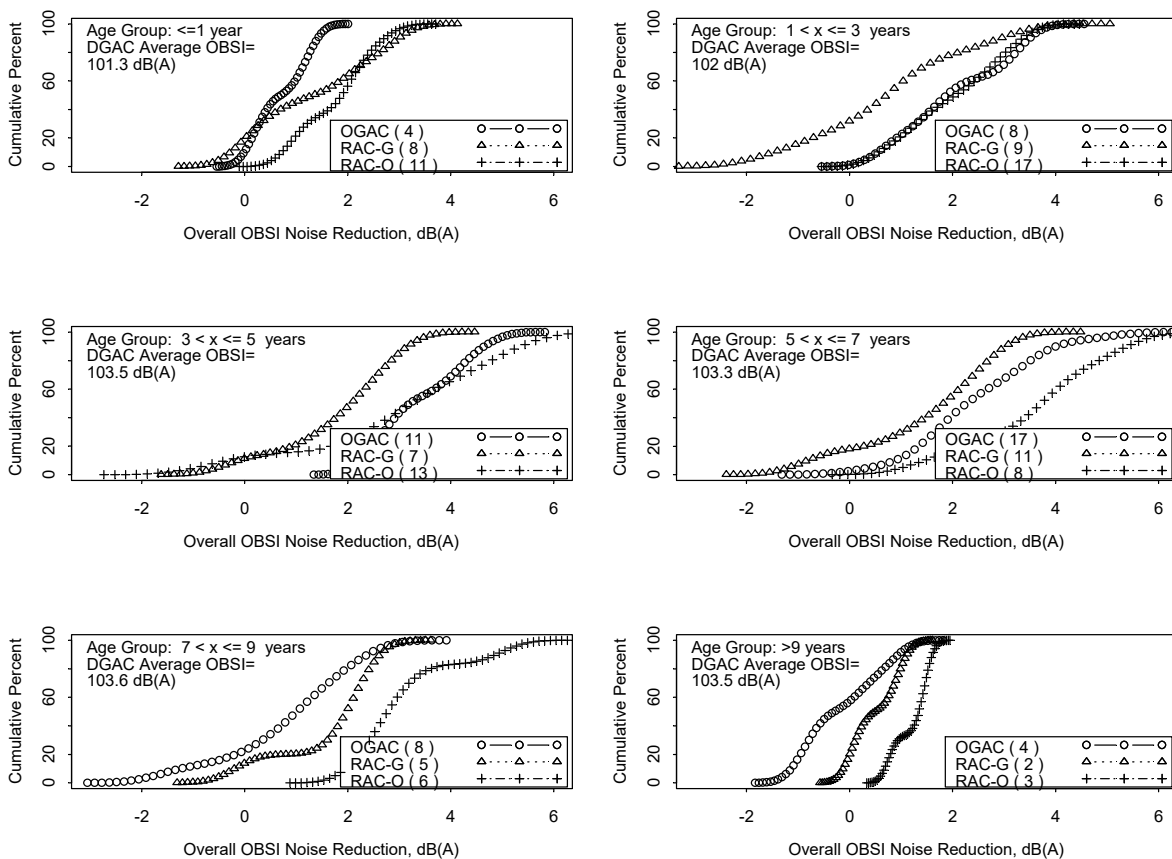 Age Group: <=1 year
DGAC Average OBSI=
101.3 dB(A)
Cumulative Percent
0 20 60 100
OGAC ( 4 )
RAC-G ( 8 )
RAC-O ( 11 )
-2 0 2 4 6
Overall OBSI Noise Reduction, dB(A)
Age Group: 1 < x <= 3 years
DGAC Average OBSI=
102 dB(A)
Cumulative Percent
0 20 60 100
OGAC ( 8 )
RAC-G ( 9 )
RAC-O ( 17 )
-2 0 2 4 6
Overall OBSI Noise Reduction, dB(A)
Age Group: 3 < x <= 5 years
DGAC Average OBSI=
103.5 dB(A)
Cumulative Percent
0 20 60 100
OGAC ( 11 )
RAC-G ( 7 )
RAC-O ( 13 )
-2 0 2 4 6
Overall OBSI Noise Reduction, dB(A)
Age Group: 5 < x <= 7 years
DGAC Average OBSI=
103.3 dB(A)
Cumulative Percent
0 20 60 100
OGAC ( 17 )
RAC-G ( 11 )
RAC-O ( 8 )
-2 0 2 4 6
Overall OBSI Noise Reduction, dB(A)
Age Group: 7 < x <= 9 years
DGAC Average OBSI=
103.6 dB(A)
Cumulative Percent
0 20 60 100
OGAC ( 8 )
RAC-G ( 5 )
RAC-O ( 6 )
-2 0 2 4 6
Overall OBSI Noise Reduction, dB(A)
Age Group: >9 years
DGAC Average OBSI=
103.5 dB(A)
Cumulative Percent
0 20 60 100
OGAC ( 4 )
RAC-G ( 2 )
RAC-O ( 3 )
-2 0 2 4 6
Overall OBSI Noise Reduction, dB(A)